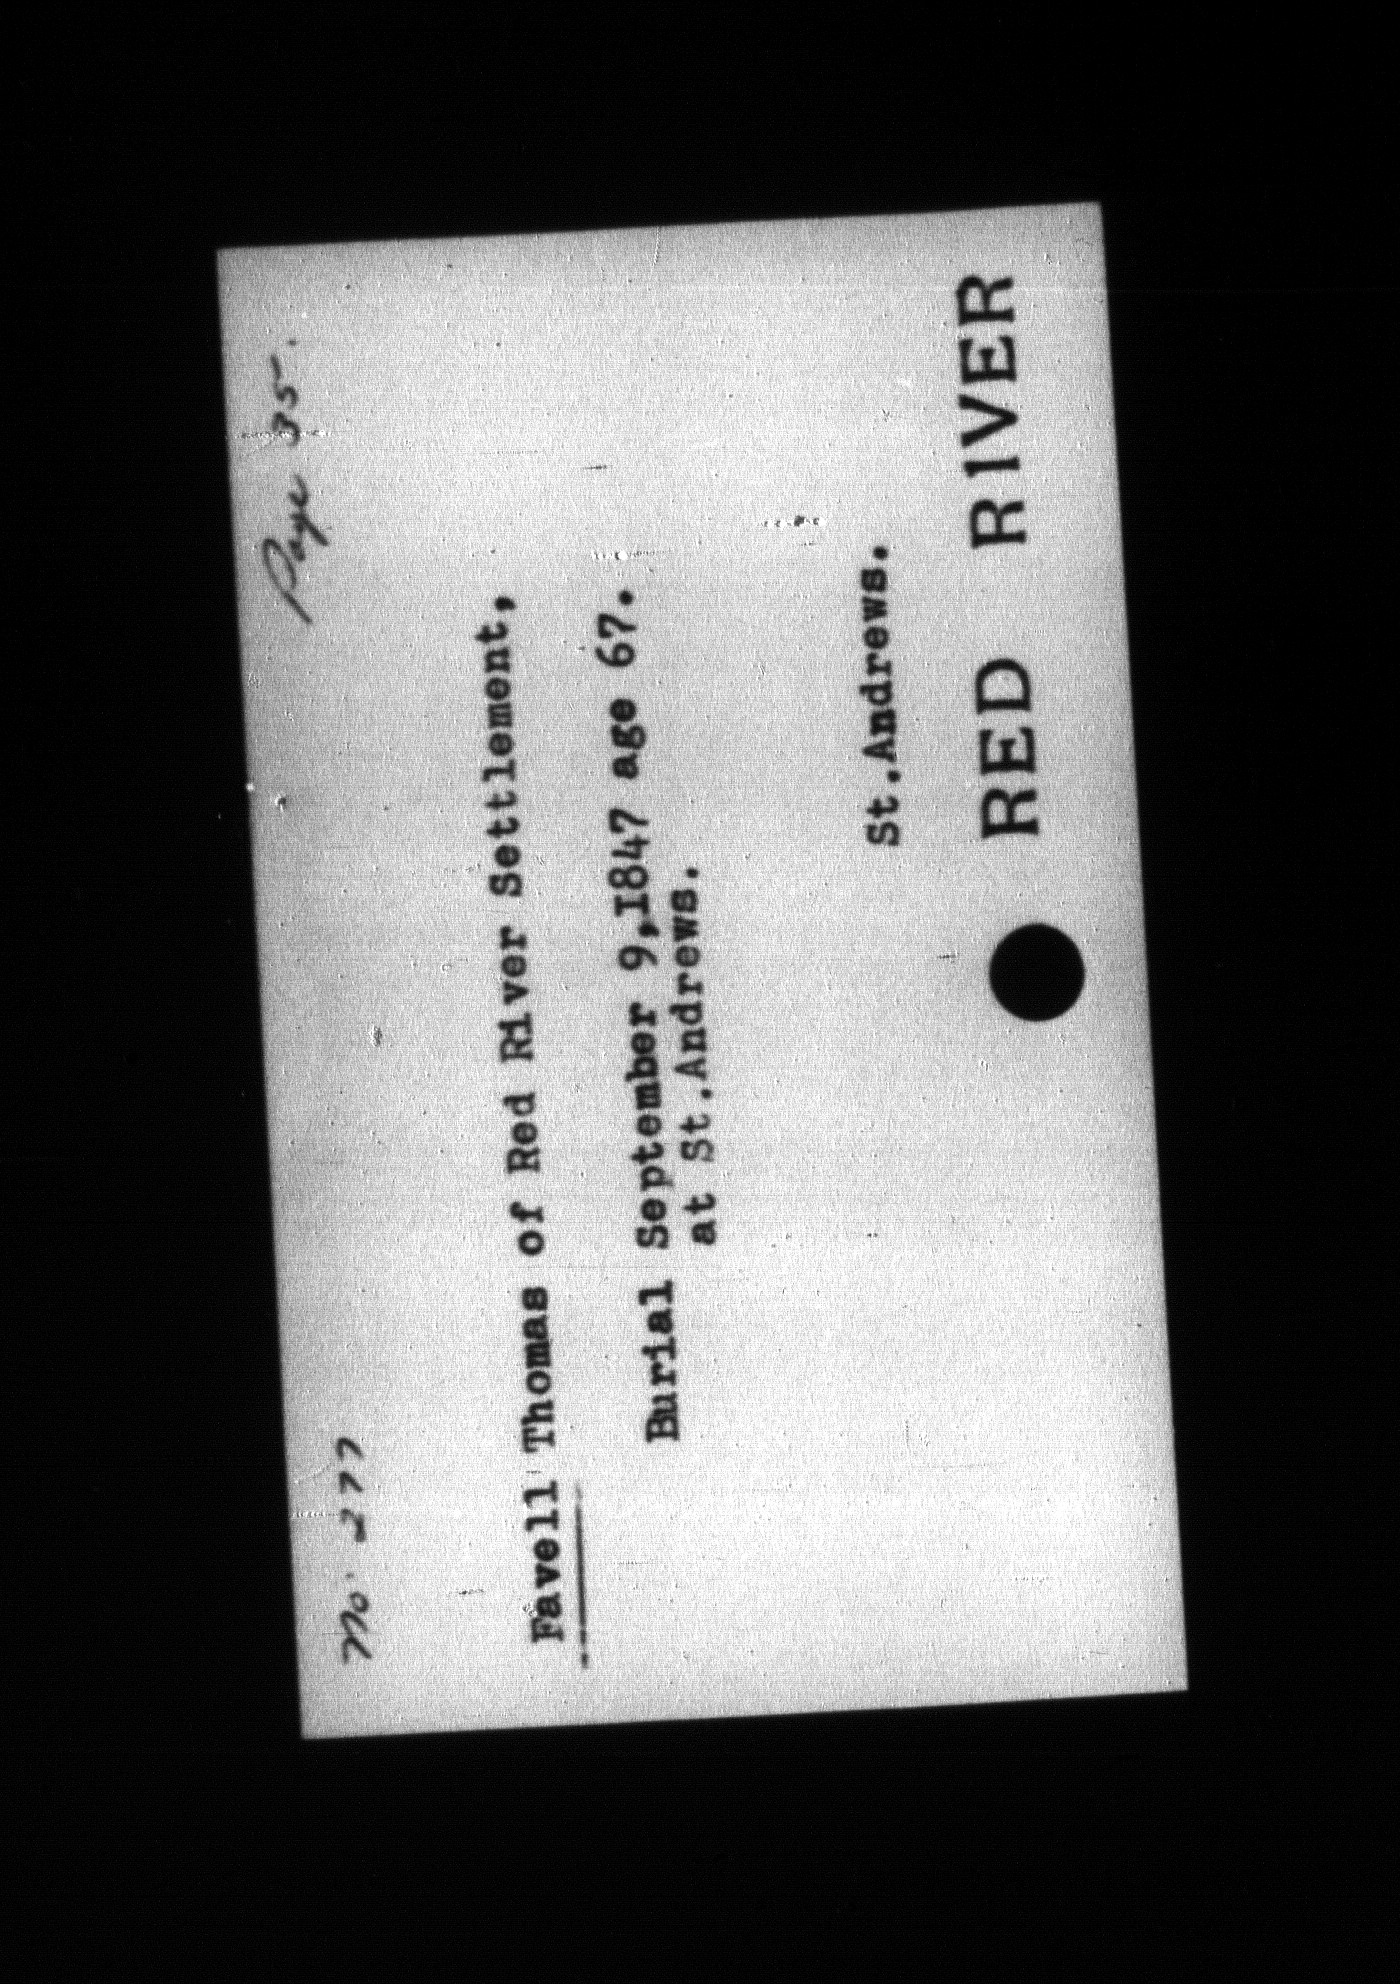 No. 277
Page 35.
Favell Thomas of Red River Settlement,
Burial September 9,1847 age 67.
at St.Andrews.
St.Andrews.
RED RIVER